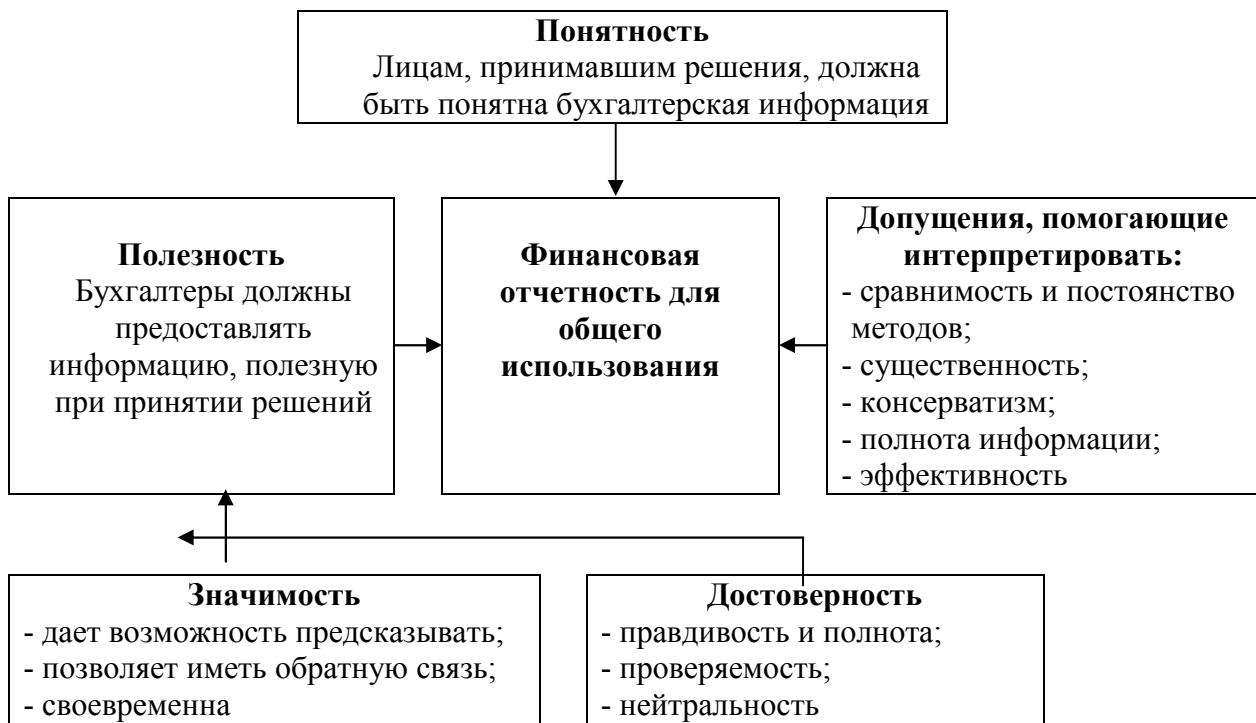 Понятность
Лицам, принимавшим решения, должна
быть понятна бухгалтерская информация
Полезность
Бухгалтеры должны
предоставлять
информацию, полезную
при принятии решений
Финансовая
отчетность для
общего
использования
Допущения, помогающие
интерпретировать:
- сравнимость и постоянство
методов;
- существенность;
- консерватизм;
- полнота информации;
- эффективность
Значимость
- дает возможность предсказывать;
- позволяет иметь обратную связь;
- своевременна
Достоверность
- правдивость и полнота;
- проверяемость;
- нейтральность